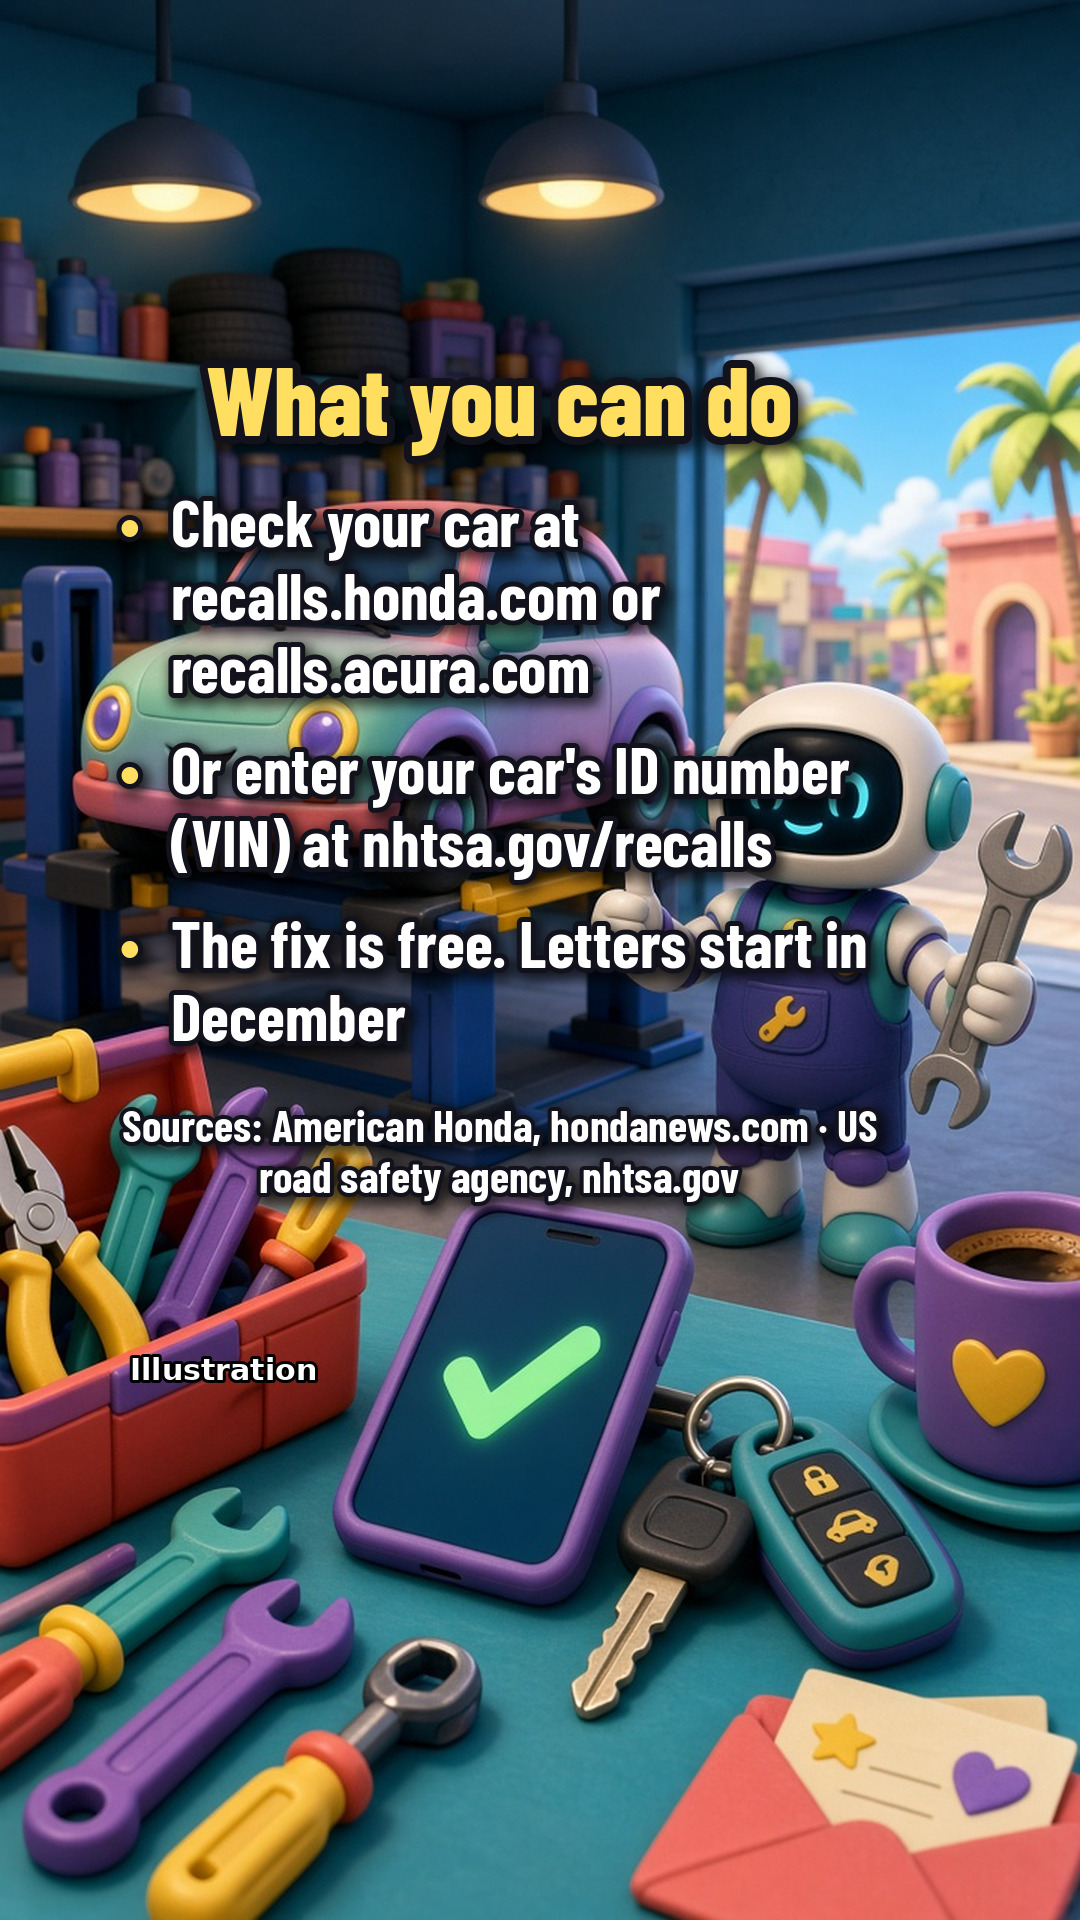 What you can do
• Check your car at
recalls.honda.com or
recalls.acura.com
• Or enter your car's ID number
(VIN) at nhtsa.gov/recalls
• The fix is free. Letters start in
December
Sources: American Honda, hondanews.com · US
road safety agency, nhtsa.gov
Illustration